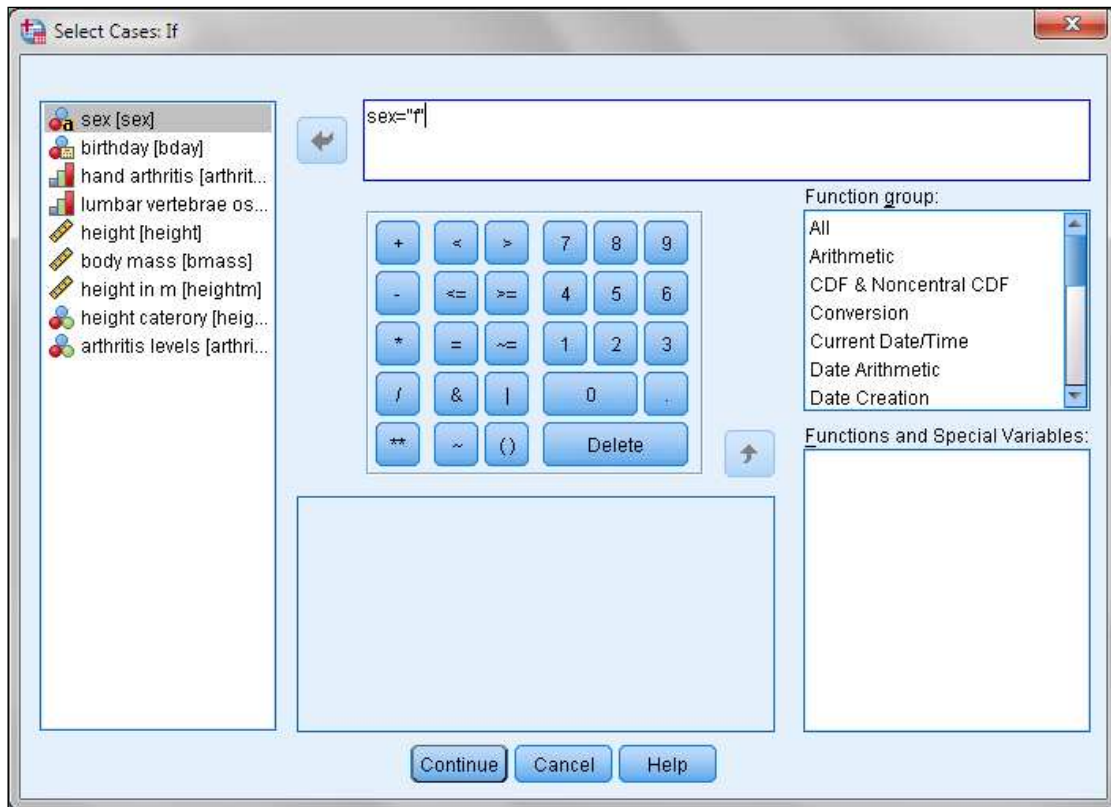 Select Cases: If
sex [sex]
birthday [bday]
hand arthritis [arthrit...
lumbar vertebrae os...
height [height]
body mass [bmass]
height in m [heightm]
height caterory [heig...
arthritis levels [arthri...
sex="f"
+ < > 7 8 9
- <= >= 4 5 6
* = ~= 1 2 3
/ & | 0 .
** ~ () Delete
Function group:
All
Arithmetic
CDF & Noncentral CDF
Conversion
Current Date/Time
Date Arithmetic
Date Creation
Functions and Special Variables:
Continue Cancel Help